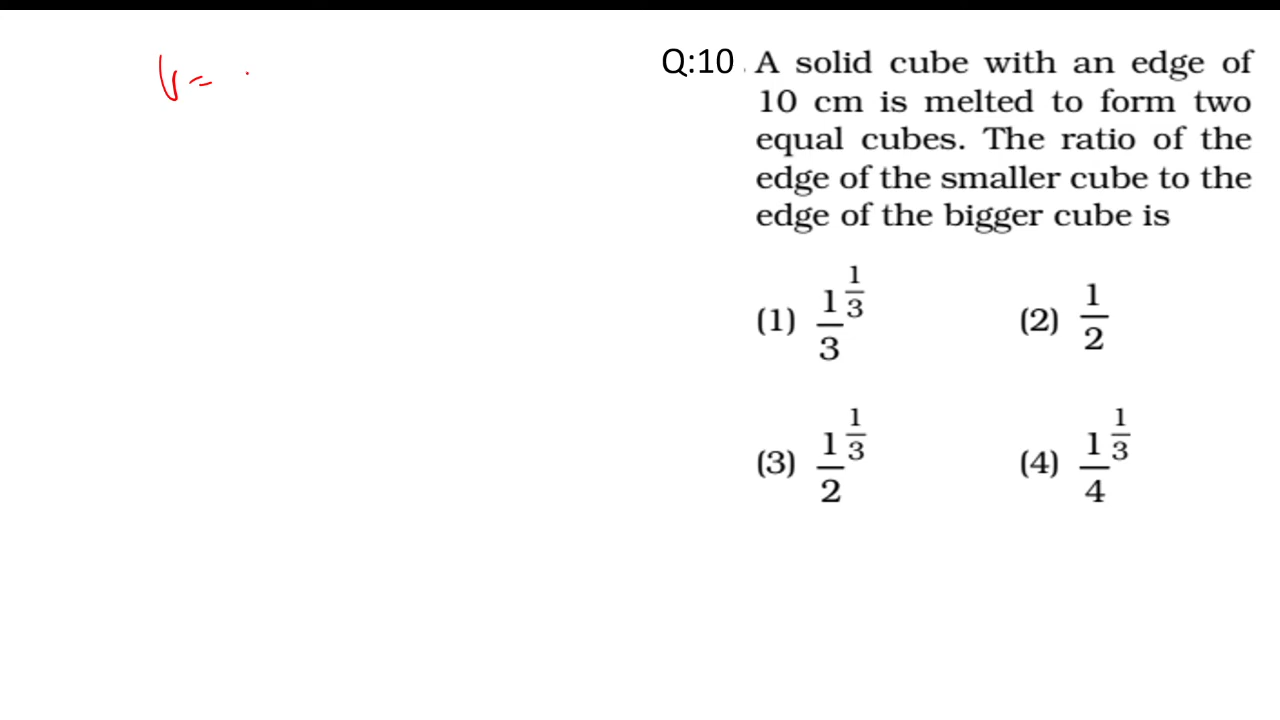 V =
Q:10 A solid cube with an edge of
10 cm is melted to form two
equal cubes. The ratio of the
edge of the smaller cube to the
edge of the bigger cube is
(1) 1/3^1/3 (2) 1/2
(3) 1/2^1/3 (4) 1/4^1/3